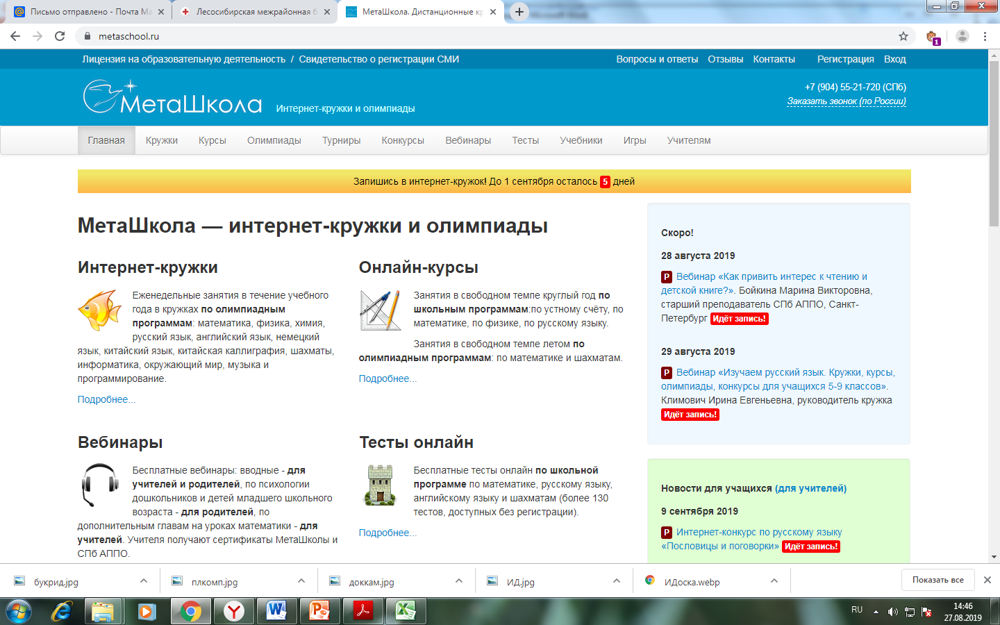 Письмо отправлено - Почта Ма
Лесосибирская межрайонная б
МетаШкола. Дистанционные кр
metaschool.ru
1
Лицензия на образовательную деятельность / Свидетельство о регистрации СМИ
Вопросы и ответы Отзывы Контакты Регистрация Вход
МетаШкола
Интернет-кружки и олимпиады
+7 (904) 55-21-720 (СПб)
Заказать звонок (по России)
Главная Кружки Курсы Олимпиады Турниры Конкурсы Вебинары Тесты Учебники Игры Учителям
Запишись в интернет-кружок! До 1 сентября осталось 5 дней
МетаШкола — интернет-кружки и олимпиады
Интернет-кружки
Еженедельные занятия в течение учебного
года в кружках по олимпиадным
программам: математика, физика, химия,
русский язык, английский язык, немецкий
язык, китайский язык, китайская каллиграфия, шахматы,
информатика, окружающий мир, музыка и
программирование.
Подробнее...
Онлайн-курсы
Занятия в свободном темпе круглый год по
школьным программам:по устному счёту, по
математике, по физике, по русскому языку.
Занятия в свободном темпе летом по
олимпиадным программам: по математике и шахматам.
Подробнее...
Вебинары
Бесплатные вебинары: вводные - для
учителей и родителей, по психологии
дошкольников и детей младшего школьного
возраста - для родителей, по
дополнительным главам на уроках математики - для
учителей. Учителя получают сертификаты МетаШколы и
СПб АППО.
Тесты онлайн
Бесплатные тесты онлайн по школьной
программе по математике, русскому языку,
английскому языку и шахматам (более 130
тестов, доступных без регистрации).
Подробнее...
Скоро!
28 августа 2019
Р Вебинар «Как привить интерес к чтению и
детской книге?». Бойкина Марина Викторовна,
старший преподаватель СПб АППО, Санкт-
Петербург Идёт запись!
29 августа 2019
Р Вебинар «Изучаем русский язык. Кружки, курсы,
олимпиады, конкурсы для учащихся 5-9 классов».
Климович Ирина Евгеньевна, руководитель кружка
Идёт запись!
Новости для учащихся (для учителей)
9 сентября 2019
Р Интернет-конкурс по русскому языку
«Пословицы и поговорки» Идёт запись!
букрид.jpg
плкомп.jpg
доккам.jpg
ИД.jpg
ИДоска.webp
Показать все
RU
14:46
27.08.2019